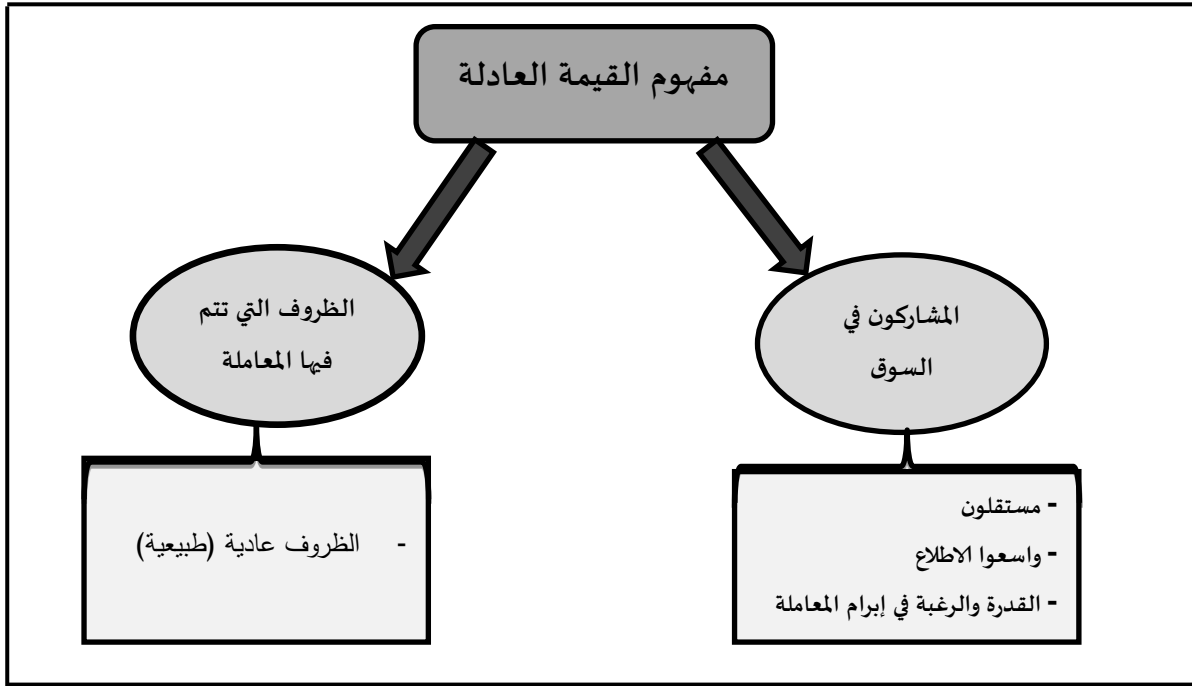 مفهوم القيمة العادلة
المشاركون في
السوق
- مستقلون
- واسعوا الاطلاع
- القدرة والرغبة في إبرام المعاملة
الظروف التي تتم
فيها المعاملة
- الظروف عادية (طبيعية)